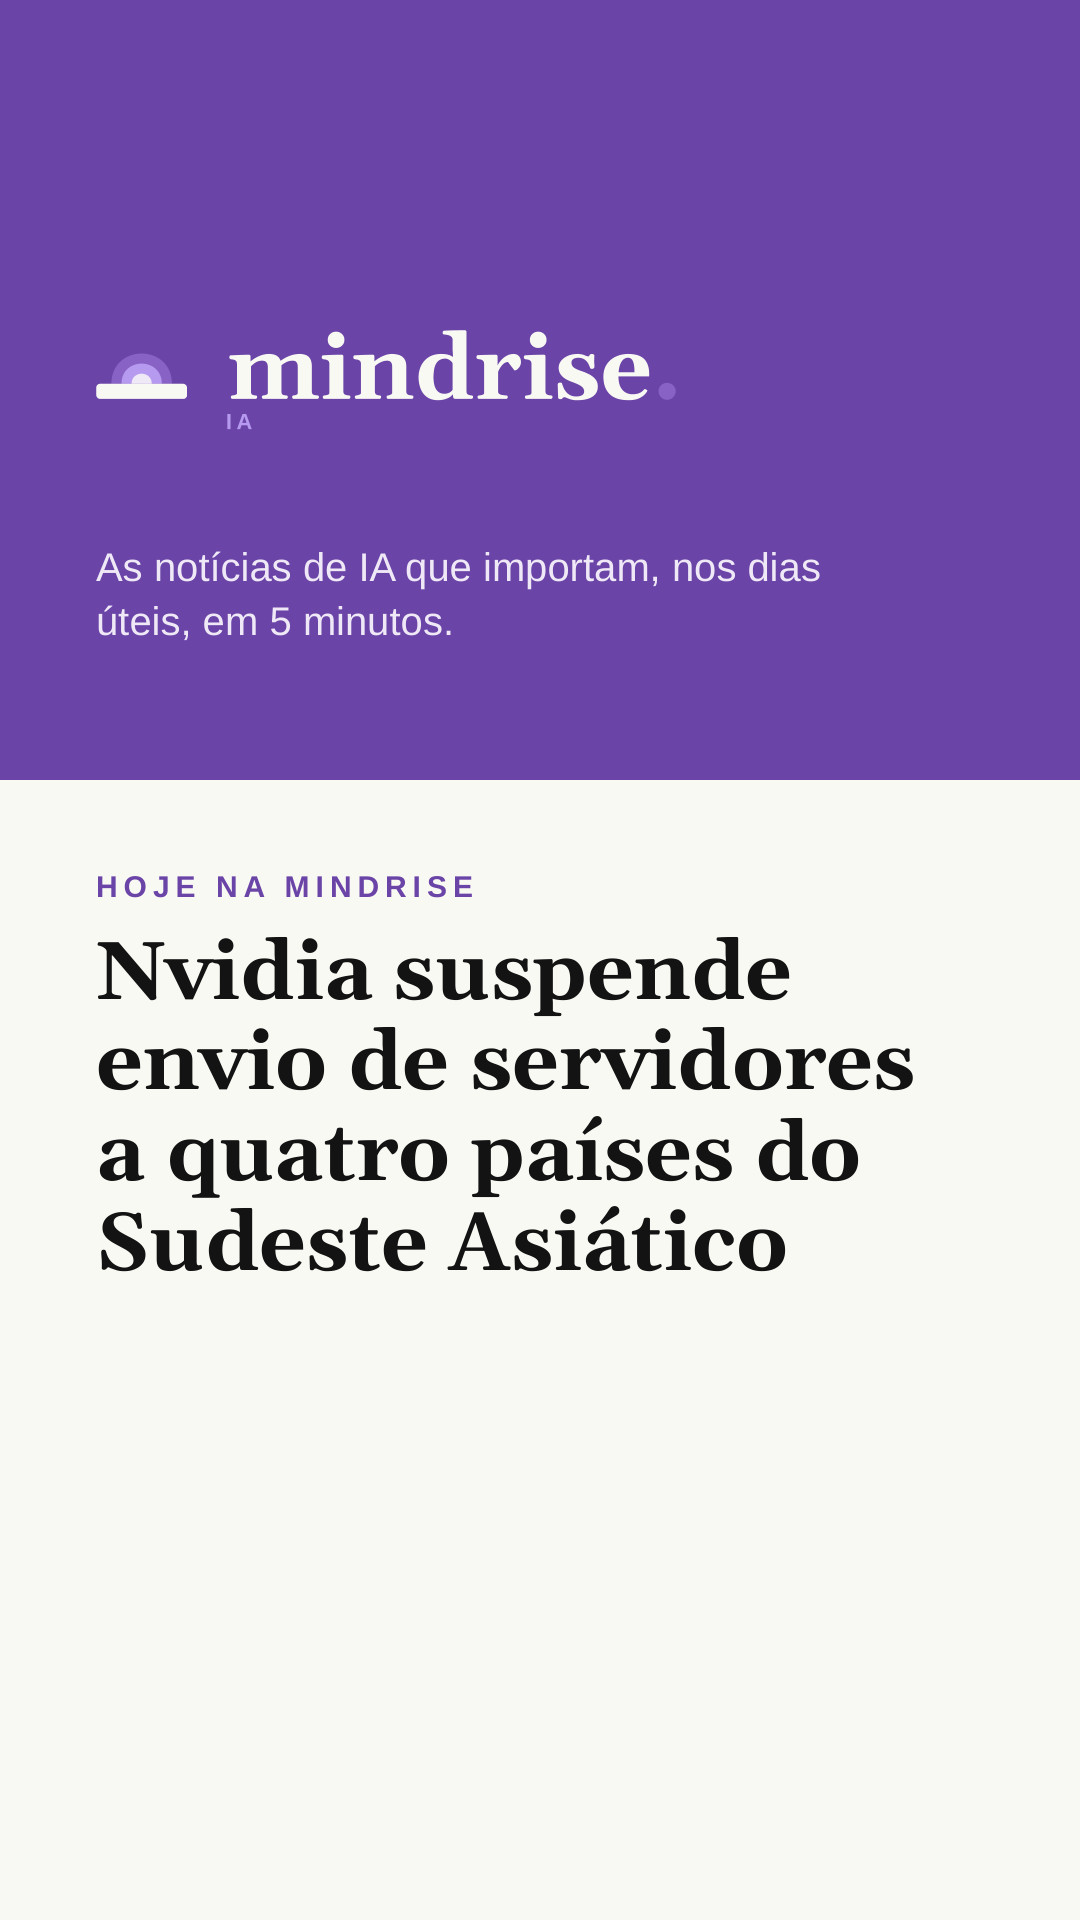 mindrise.
IA
As notícias de IA que importam, nos dias
úteis, em 5 minutos.
HOJE NA MINDRISE
Nvidia suspende
envio de servidores
a quatro países do
Sudeste Asiático